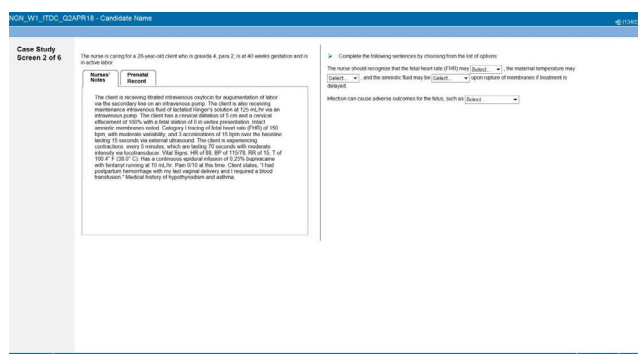 NGN_W1_ITDC_Q2APR18 - Candidate Name
Case Study
Screen 2 of 6
The nurse is caring for a 28-year-old client who is gravida 4, para 2, is at 40 weeks gestation and is
in active labor.
Nurses'
Notes
Prenatal
Record
The client is receiving titrated intravenous oxytocin for augumentation of labor
via the secondary line on an intravenous pump. The client is also receiving
maintenance intravenous fluid of lactated Ringer's solution at 125 mL/hr via an
intravenous pump. The client has a cervical dilitation of 5 cm and a cervical
effacement of 100% with a fetal station of 0 in vertex presentation. Intact
amniotic membranes noted. Category I tracing of fetal heart rate (FHR) of 150
bpm, with moderate variability, and 3 accelerations of 15 bpm over the baseline
lasting 15 seconds via external ultrasound. The client is experiencing
contractions every 5 minutes, which are lasting 70 seconds with moderate
intensity via tocotransducer. Vital Signs: HR of 88, BP of 115/78, RR of 15, T of
100.4° F (38.0° C). Has a continuous epidural infusion of 0.25% bupivacaine
with fentanyl running at 10 mL/hr. Pain 0/10 at this time. Client states, "I had
postpartum hemorrhage with my last vaginal delivery and I required a blood
transfusion." Medical history of hypothyroidism and asthma.
Complete the following sentences by choosing from the list of options.
The nurse should recognize that the fetal heart rate (FHR) may Select... , the maternal temperature may
Select... , and the amniotic fluid may be Select... upon rupture of membranes if treatment is
delayed.
Infection can cause adverse outcomes for the fetus, such as Select...